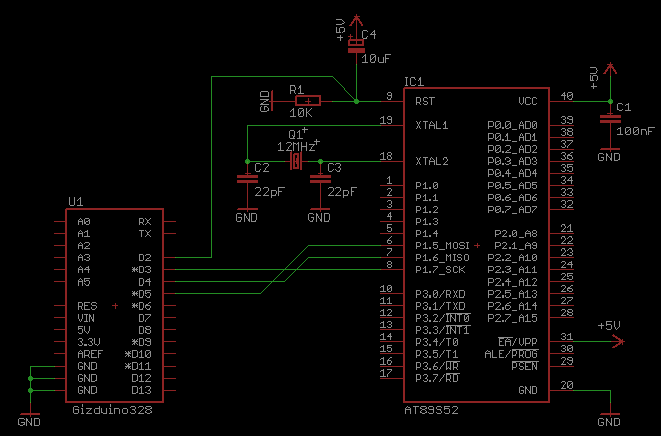 +5V
C4
10uF
GND
R1
10K
Q1
12MHz
C2
22pF
C3
22pF
GND
GND
IC1
9 RST
19 XTAL1
18 XTAL2
1 P1.0
2 P1.1
3 P1.2
4 P1.3
5 P1.4
6 P1.5_MOSI
7 P1.6_MISO
8 P1.7_SCK
10 P3.0/RXD
11 P3.1/TXD
12 P3.2/INT0
13 P3.3/INT1
14 P3.4/T0
15 P3.5/T1
16 P3.6/WR
17 P3.7/RD
VCC 40
P0.0_AD0 39
P0.1_AD1 38
P0.2_AD2 37
P0.3_AD3 36
P0.4_AD4 35
P0.5_AD5 34
P0.6_AD6 33
P0.7_AD7 32
P2.0_A8 21
P2.1_A9 22
P2.2_A10 23
P2.3_A11 24
P2.4_A12 25
P2.5_A13 26
P2.6_A14 27
P2.7_A15 28
EA/VPP 31
ALE/PROG 30
PSEN 29
GND 20
AT89S52
+5V
C1
100nF
GND
+5V
GND
U1
A0 RX
A1 TX
A2
A3 D2
A4 *D3
A5 D4
*D5
RES *D6
VIN D7
5V D8
3.3V *D9
AREF *D10
GND *D11
GND D12
GND D13
Gizduino328
GND